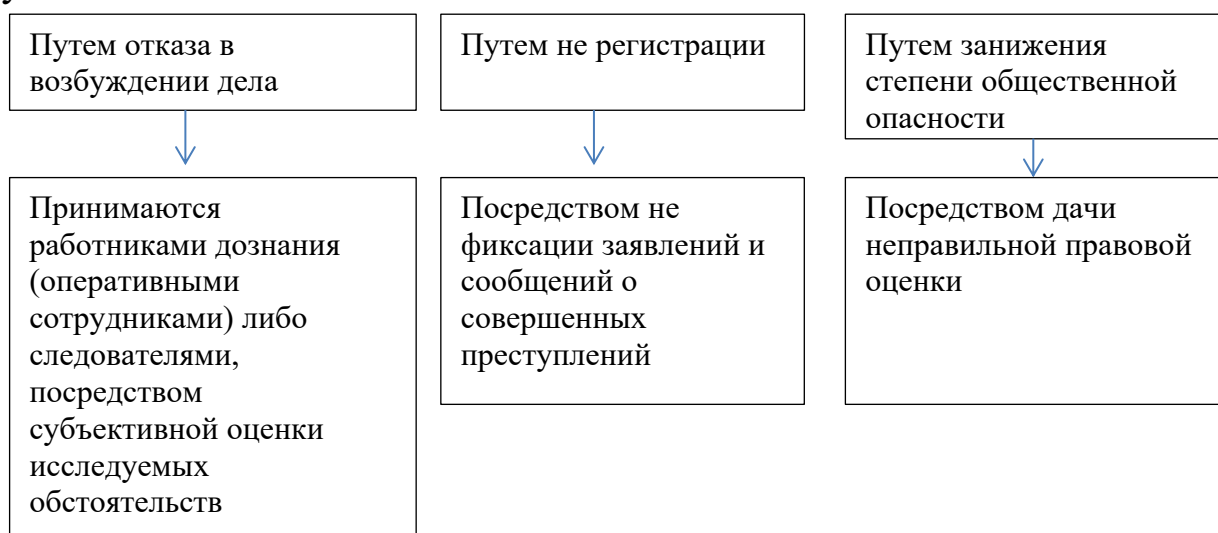 Путем отказа в
возбуждении дела
Путем не регистрации
Путем занижения
степени общественной
опасности
Принимаются
работниками дознания
(оперативными
сотрудниками) либо
следователями,
посредством
субъективной оценки
исследуемых
обстоятельств
Посредством не
фиксации заявлений и
сообщений о
совершенных
преступлений
Посредством дачи
неправильной правовой
оценки